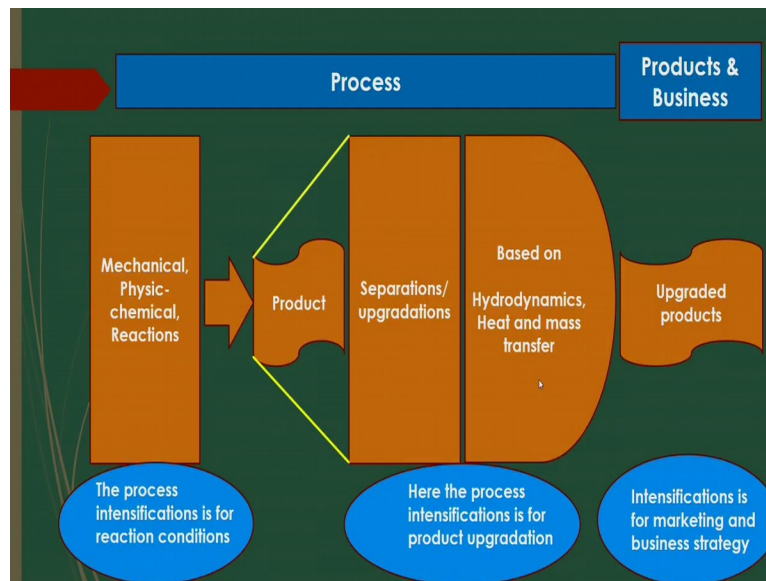 Process
Products &
Business
Mechanical,
Physic-
chemical,
Reactions
Product
Separations/
upgradations
Based on
Hydrodynamics,
Heat and mass
transfer
Upgraded
products
The process
intensifications is for
reaction conditions
Here the process
intensifications is for
product upgradation
Intensifications is
for marketing and
business strategy